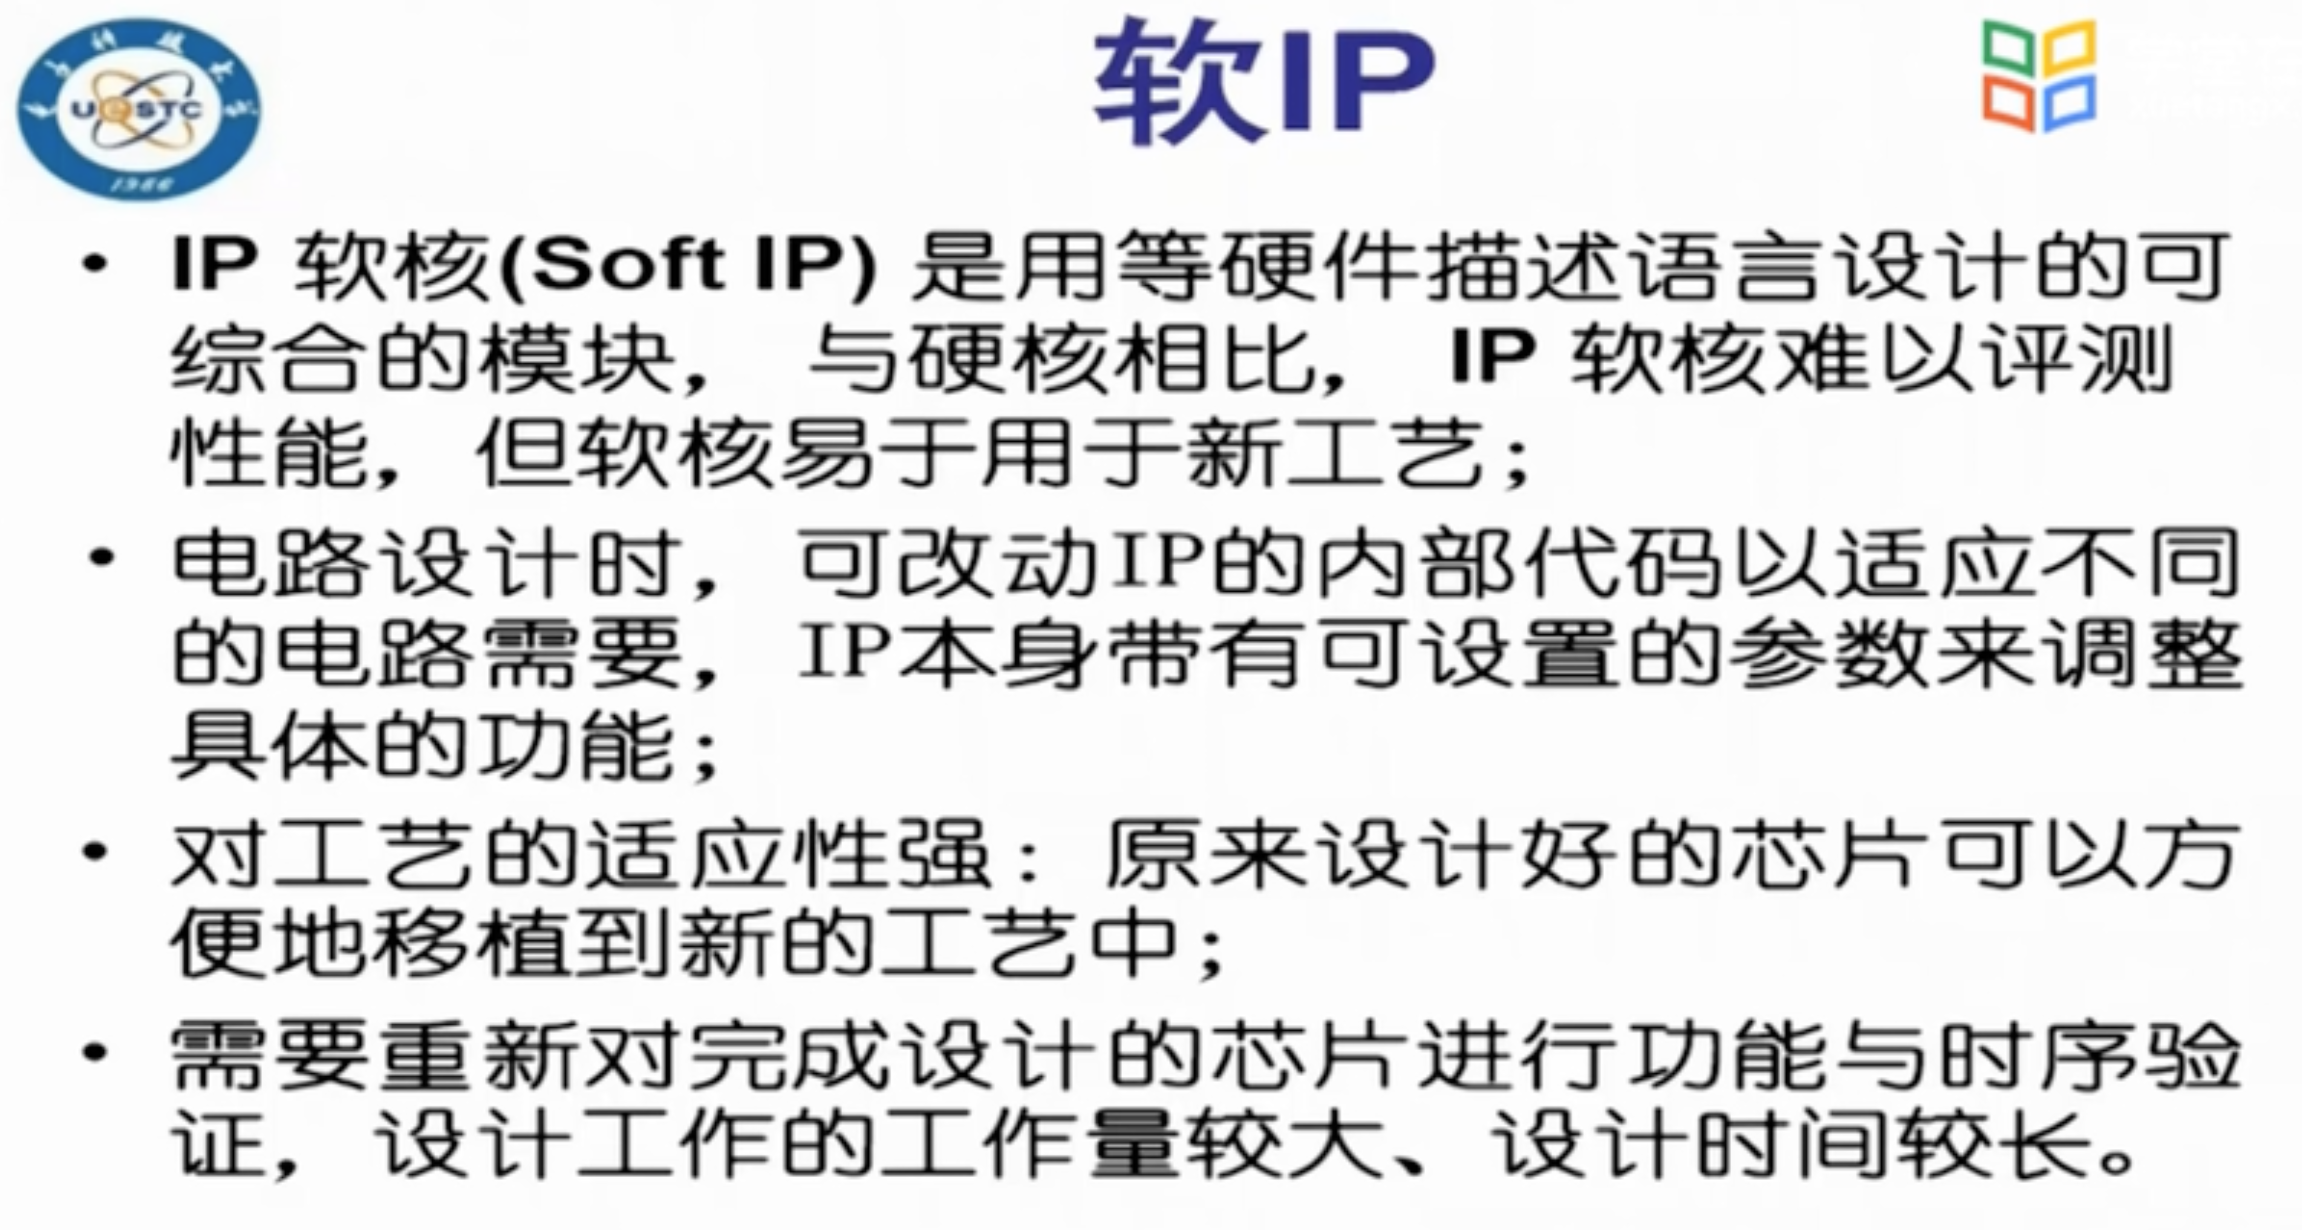 软IP
UESTC
1956
• IP 软核(Soft IP) 是用等硬件描述语言设计的可
综合的模块， 与硬核相比， IP 软核难以评测
性能，但软核易于用于新工艺；
• 电路设计时，可改动IP的内部代码以适应不同
的电路需要，IP本身带有可设置的参数来调整
具体的功能；
• 对工艺的适应性强：原来设计好的芯片可以方
便地移植到新的工艺中；
• 需要重新对完成设计的芯片进行功能与时序验
证，设计工作的工作量较大、设计时间较长。